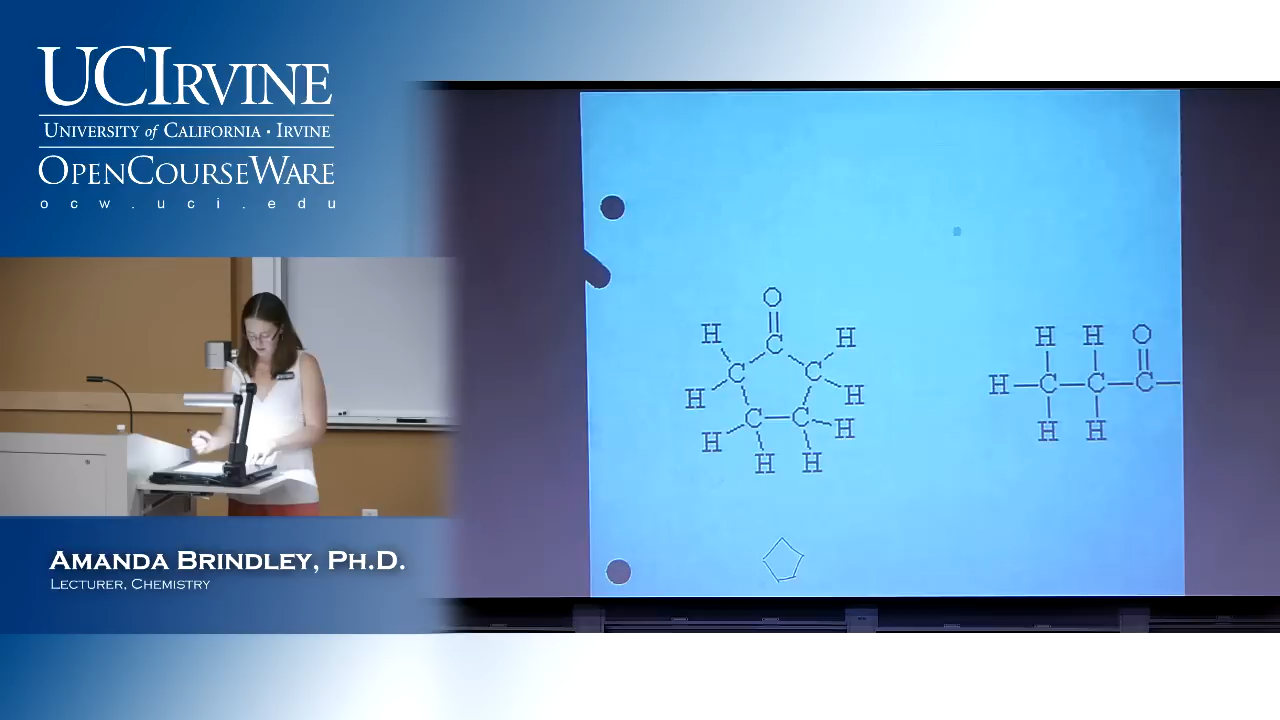 UCIRVINE
UNIVERSITY of CALIFORNIA · IRVINE
OPENCOURSEWARE
ocw.uci.edu
O
H H
C
C C
H H
C C
H H
H H
H H O
H C C C
H H
AMANDA BRINDLEY, PH.D.
LECTURER, CHEMISTRY